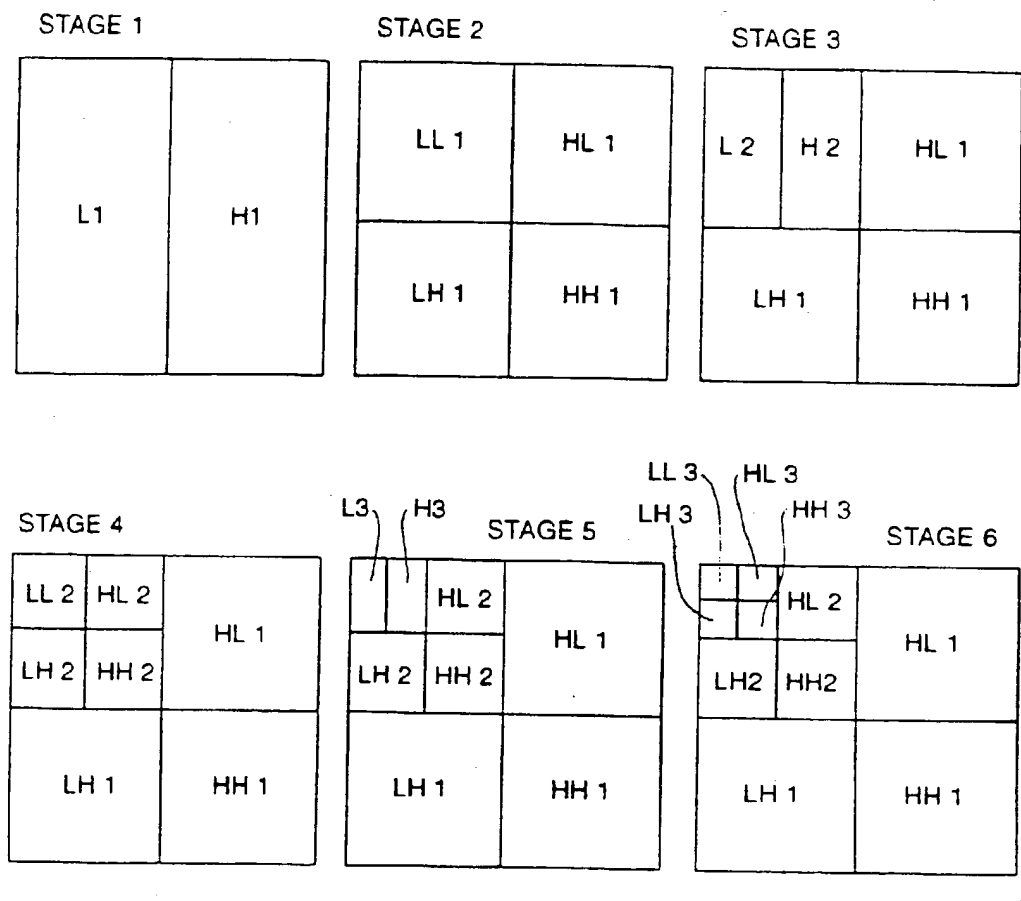 STAGE 1
L1 H1
STAGE 2
LL 1 HL 1
LH 1 HH 1
STAGE 3
L 2 H 2 HL 1
LH 1 HH 1
STAGE 4
LL 2 HL 2
HL 1
LH 2 HH 2
LH 1 HH 1
L3 H3
STAGE 5
HL 2
HL 1
LH 2 HH 2
LH 1 HH 1
LL 3 HL 3
LH 3 HH 3
STAGE 6
HL 2
HL 1
LH2 HH2
LH 1 HH 1